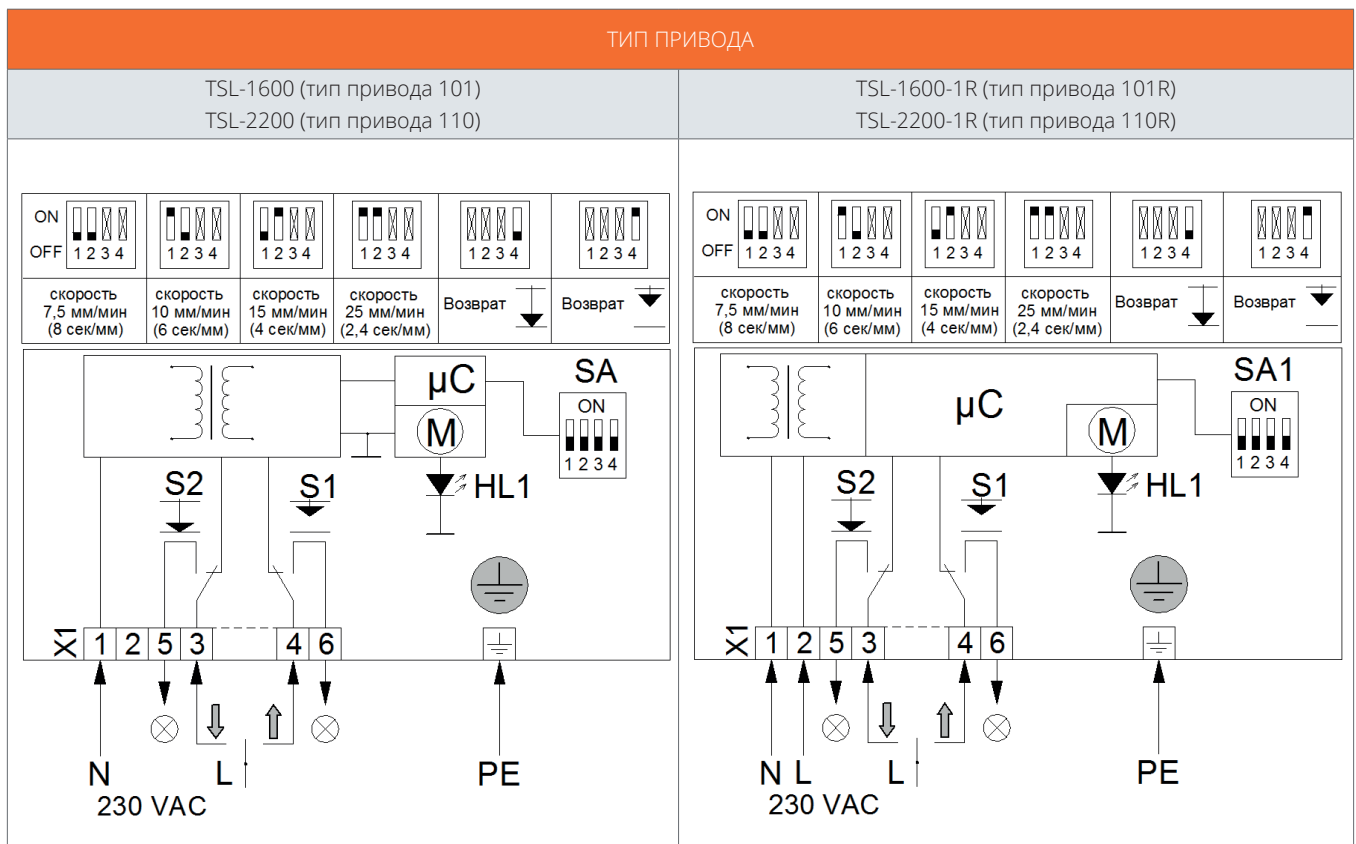 ТИП ПРИВОДА
TSL-1600 (тип привода 101)
TSL-2200 (тип привода 110)
TSL-1600-1R (тип привода 101R)
TSL-2200-1R (тип привода 110R)
ON
OFF
1 2 3 4
1 2 3 4
1 2 3 4
1 2 3 4
1 2 3 4
1 2 3 4
скорость
7,5 мм/мин
(8 сек/мм)
скорость
10 мм/мин
(6 сек/мм)
скорость
15 мм/мин
(4 сек/мм)
скорость
25 мм/мин
(2,4 сек/мм)
Возврат
Возврат
µC
M
SA
ON
1 2 3 4
S2
S1
HL1
X1
1 2 5 3 4 6
N
L
PE
230 VAC
ON
OFF
1 2 3 4
1 2 3 4
1 2 3 4
1 2 3 4
1 2 3 4
1 2 3 4
скорость
7,5 мм/мин
(8 сек/мм)
скорость
10 мм/мин
(6 сек/мм)
скорость
15 мм/мин
(4 сек/мм)
скорость
25 мм/мин
(2,4 сек/мм)
Возврат
Возврат
µC
M
SA1
ON
1 2 3 4
S2
S1
HL1
X1
1 2 5 3 4 6
N L
L
PE
230 VAC